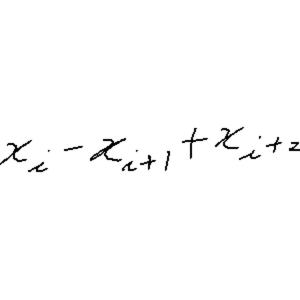 x_i - x_{i+1} + x_{i+2}